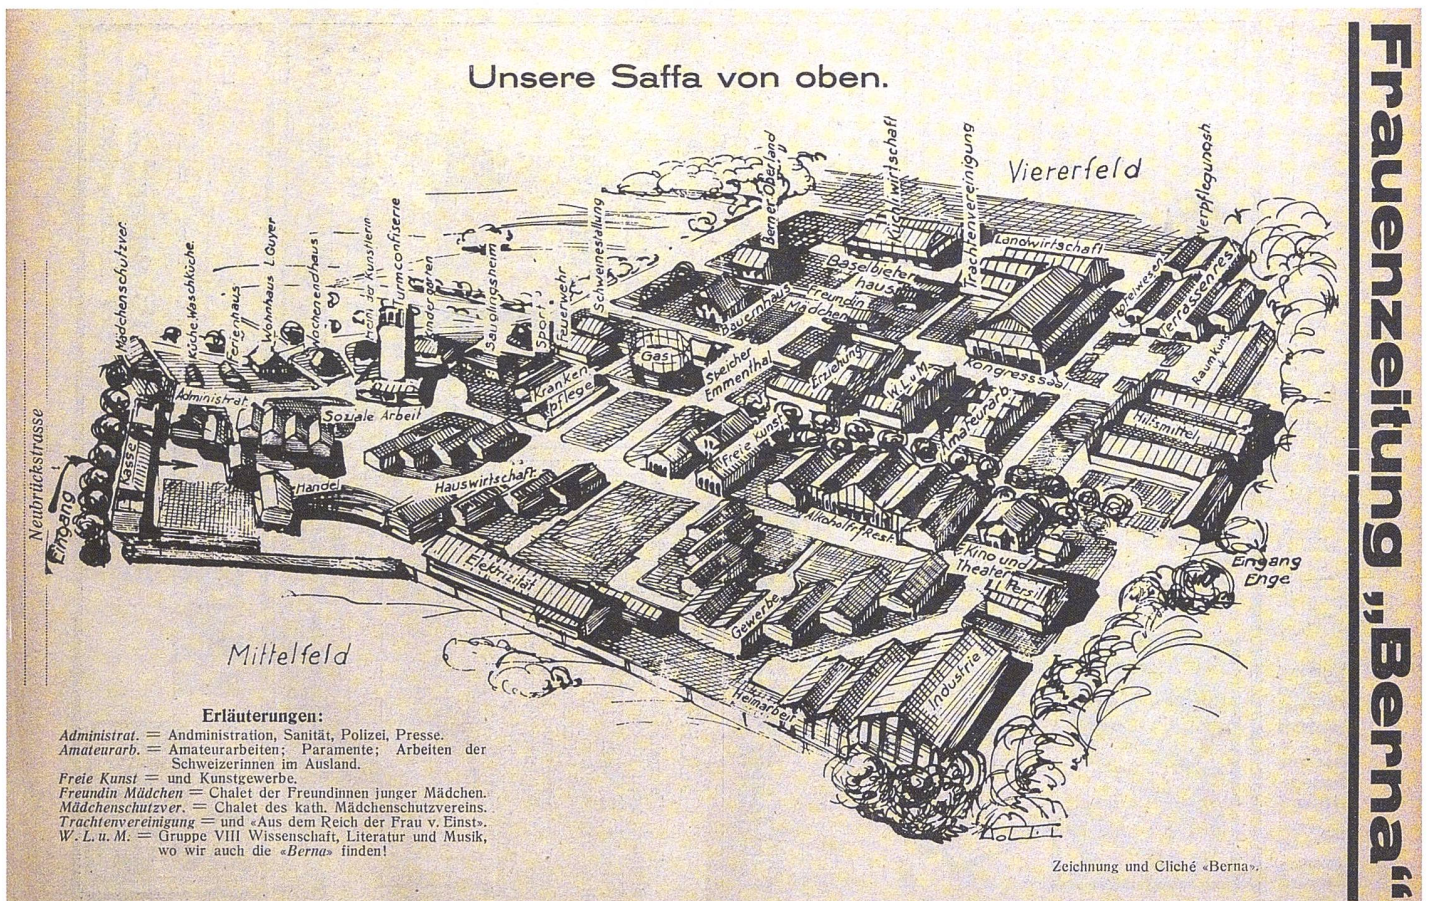 Unsere Saffa von oben.
Frauenzeitung „Berna“
Viererfeld
Mädchenschutzver.
Küche, Waschküche
Ferienhaus
Wohnhaus L Guyer
Wochenendhaus
Heim der Künstlerin
Turmconfiserie
Kindergarten
Säuglingsheim
Sport
Feuerwehr
Schweinestallung
Berner Oberland
Küchliwirtschaft
Trachtenvereinigung
Verpflegungosh.
Landwirtschaft
Baselbieter
haus
Bauernhaus
Freundin
Mädchen
Terrassenrest.
Raumkunst
Kongresssaal
Gas
Speicher
Emmenthal
Erziehung
W.L.u.M.
Amateurarb.
Hilfsmittel
Kranken
pflege
Administrat.
Soziale Arbeit
Kasse
Handel
Hauswirtschaft
Freie Kunst
Alkoholfr. Rest.
Kino und
Theater
Persil
Eingang
Enge
Neubrückstrasse
Eingang
Elektrizität
Gewerbe
Heimarbeit
Industrie
Mittelfeld
Erläuterungen:
Administrat. = Andministration, Sanität, Polizei, Presse.
Amateurarb. = Amateurarbeiten; Paramente; Arbeiten der
Schweizerinnen im Ausland.
Freie Kunst = und Kunstgewerbe.
Freundin Mädchen = Chalet der Freundinnen junger Mädchen.
Mädchenschutzver. = Chalet des kath. Mädchenschutzvereins.
Trachtenvereinigung = und «Aus dem Reich der Frau v. Einst».
W. L. u. M. = Gruppe VIII Wissenschaft, Literatur und Musik,
wo wir auch die «Berna» finden!
Zeichnung und Cliché «Berna».